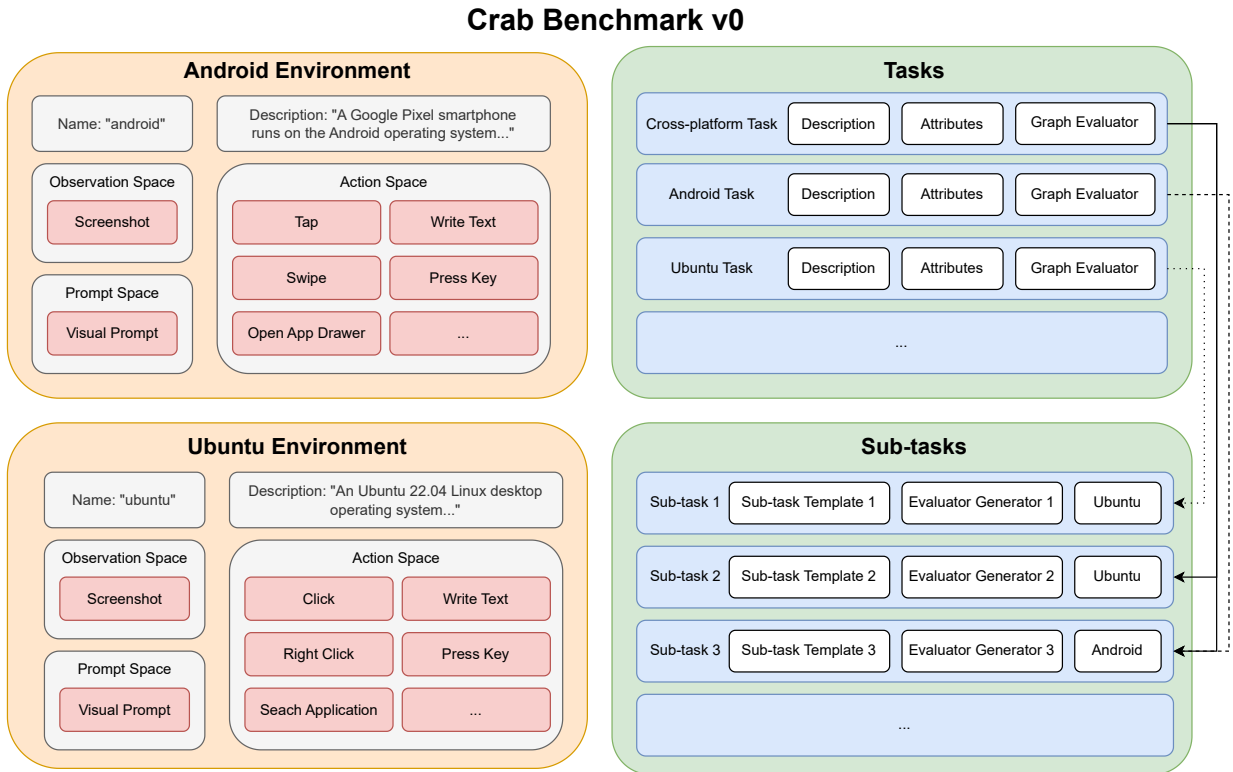 Crab Benchmark v0
Android Environment
Name: "android"
Description: "A Google Pixel smartphone
runs on the Android operating system..."
Observation Space
Screenshot
Prompt Space
Visual Prompt
Action Space
Tap
Write Text
Swipe
Press Key
Open App Drawer
...
Tasks
Cross-platform Task
Description
Attributes
Graph Evaluator
Android Task
Description
Attributes
Graph Evaluator
Ubuntu Task
Description
Attributes
Graph Evaluator
...
Ubuntu Environment
Name: "ubuntu"
Description: "An Ubuntu 22.04 Linux desktop
operating system..."
Observation Space
Screenshot
Prompt Space
Visual Prompt
Action Space
Click
Write Text
Right Click
Press Key
Seach Application
...
Sub-tasks
Sub-task 1
Sub-task Template 1
Evaluator Generator 1
Ubuntu
Sub-task 2
Sub-task Template 2
Evaluator Generator 2
Ubuntu
Sub-task 3
Sub-task Template 3
Evaluator Generator 3
Android
...